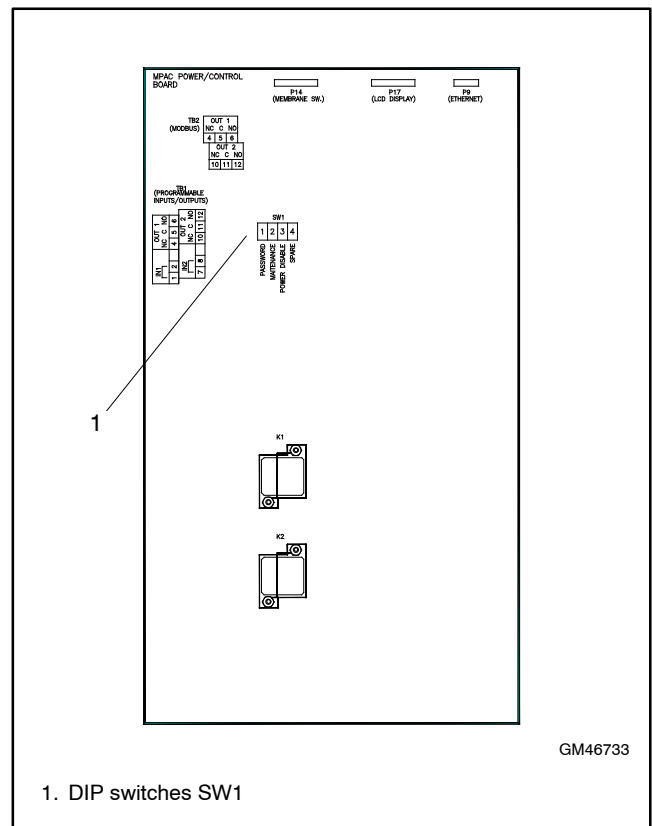 MPAC POWER/CONTROL
BOARD
P14
(MEMBRANE SW.)
P17
(LCD DISPLAY)
P9
(ETHERNET)
TB2
(MODBUS)
OUT 1
NC C NO
4 5 6
OUT 2
NC C NO
10 11 12
TB1
(PROGRAMMABLE
INPUTS/OUTPUTS)
OUT 1
NC C NO
4 5 6
IN1
1 2
OUT 2
NC C NO
10 11 12
IN2
7 8
SW1
1 2 3 4
PASSWORD
MAITENANCE
POWER DISABLE
SPARE
1
K1
K2
GM46733
1. DIP switches SW1